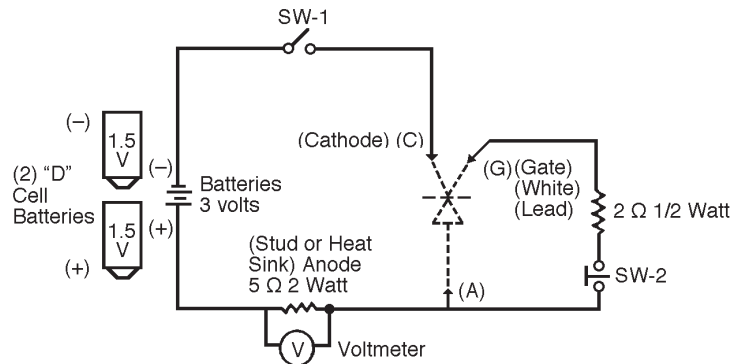 SW-1
(–)
1.5
V
(Cathode) (C)
(2) "D"
Cell
Batteries
(–)
Batteries
3 volts
(G) (Gate)
(White)
(Lead)
2 Ω 1/2 Watt
1.5
V
(+)
(+)
(Stud or Heat
Sink) Anode
5 Ω 2 Watt
(A)
SW-2
V
Voltmeter